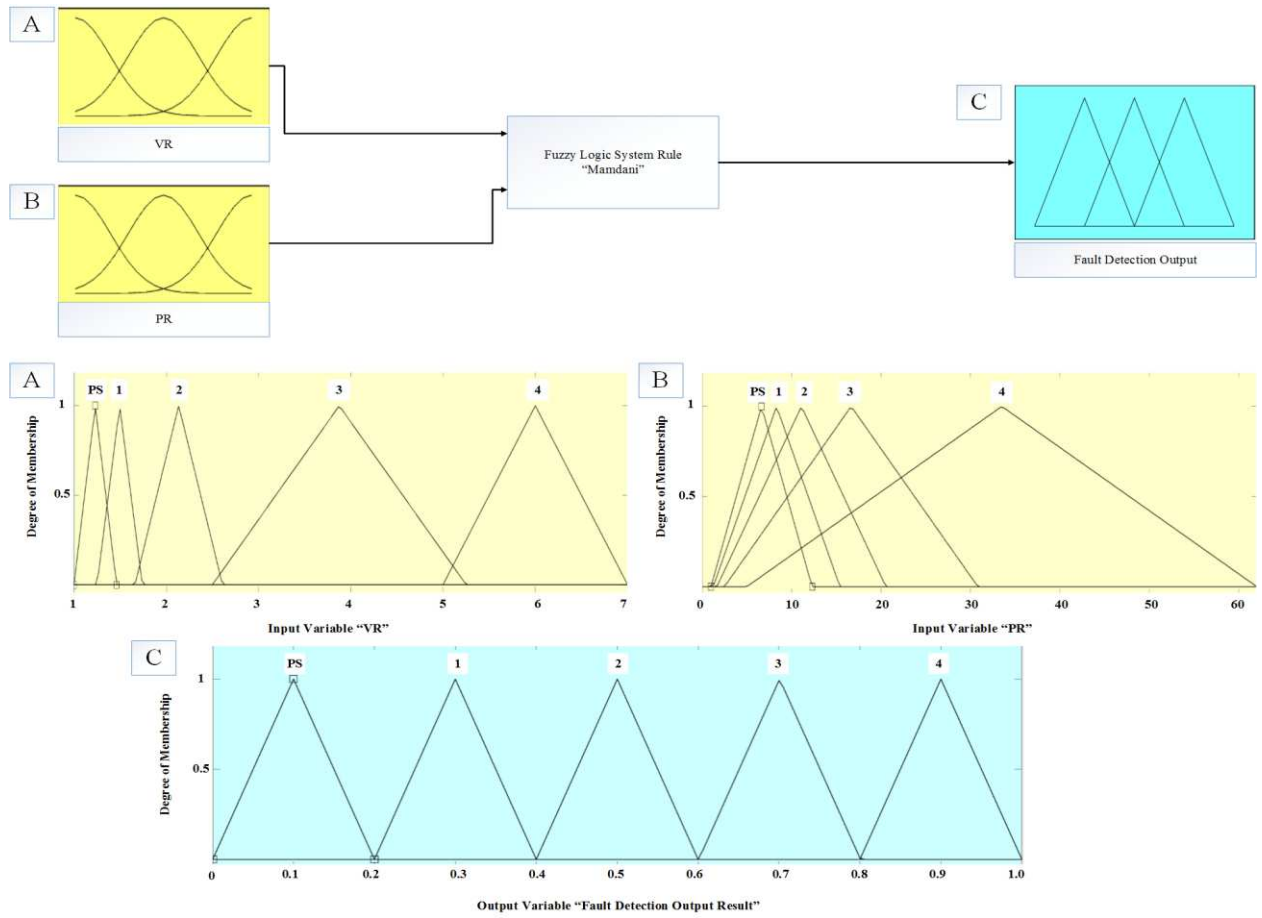 A
VR
B
PR
Fuzzy Logic System Rule
“Mamdani”
C
Fault Detection Output
A
PS 1 2 3 4
1
0.5
Degree of Membership
1 2 3 4 5 6 7
Input Variable “VR”
B
PS 1 2 3 4
1
0.5
Degree of Membership
0 10 20 30 40 50 60
Input Variable “PR”
C
PS 1 2 3 4
1
0.5
Degree of Membership
0 0.1 0.2 0.3 0.4 0.5 0.6 0.7 0.8 0.9 1.0
Output Variable “Fault Detection Output Result”